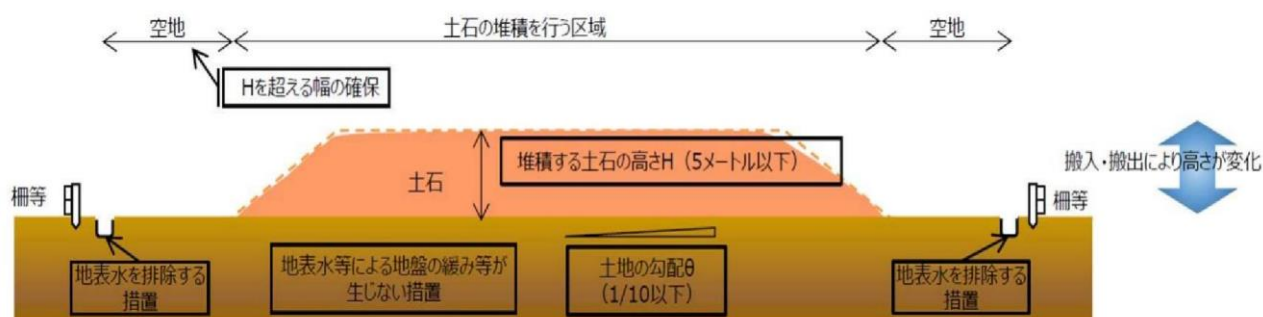 空地
土石の堆積を行う区域
空地
Hを超える幅の確保
堆積する土石の高さH(5メートル以下)
搬入・搬出により高さが変化
土石
柵等
柵等
地表水を排除する
措置
地表水等による地盤の緩み等が
生じない措置
土地の勾配θ
(1/10以下)
地表水を排除する
措置